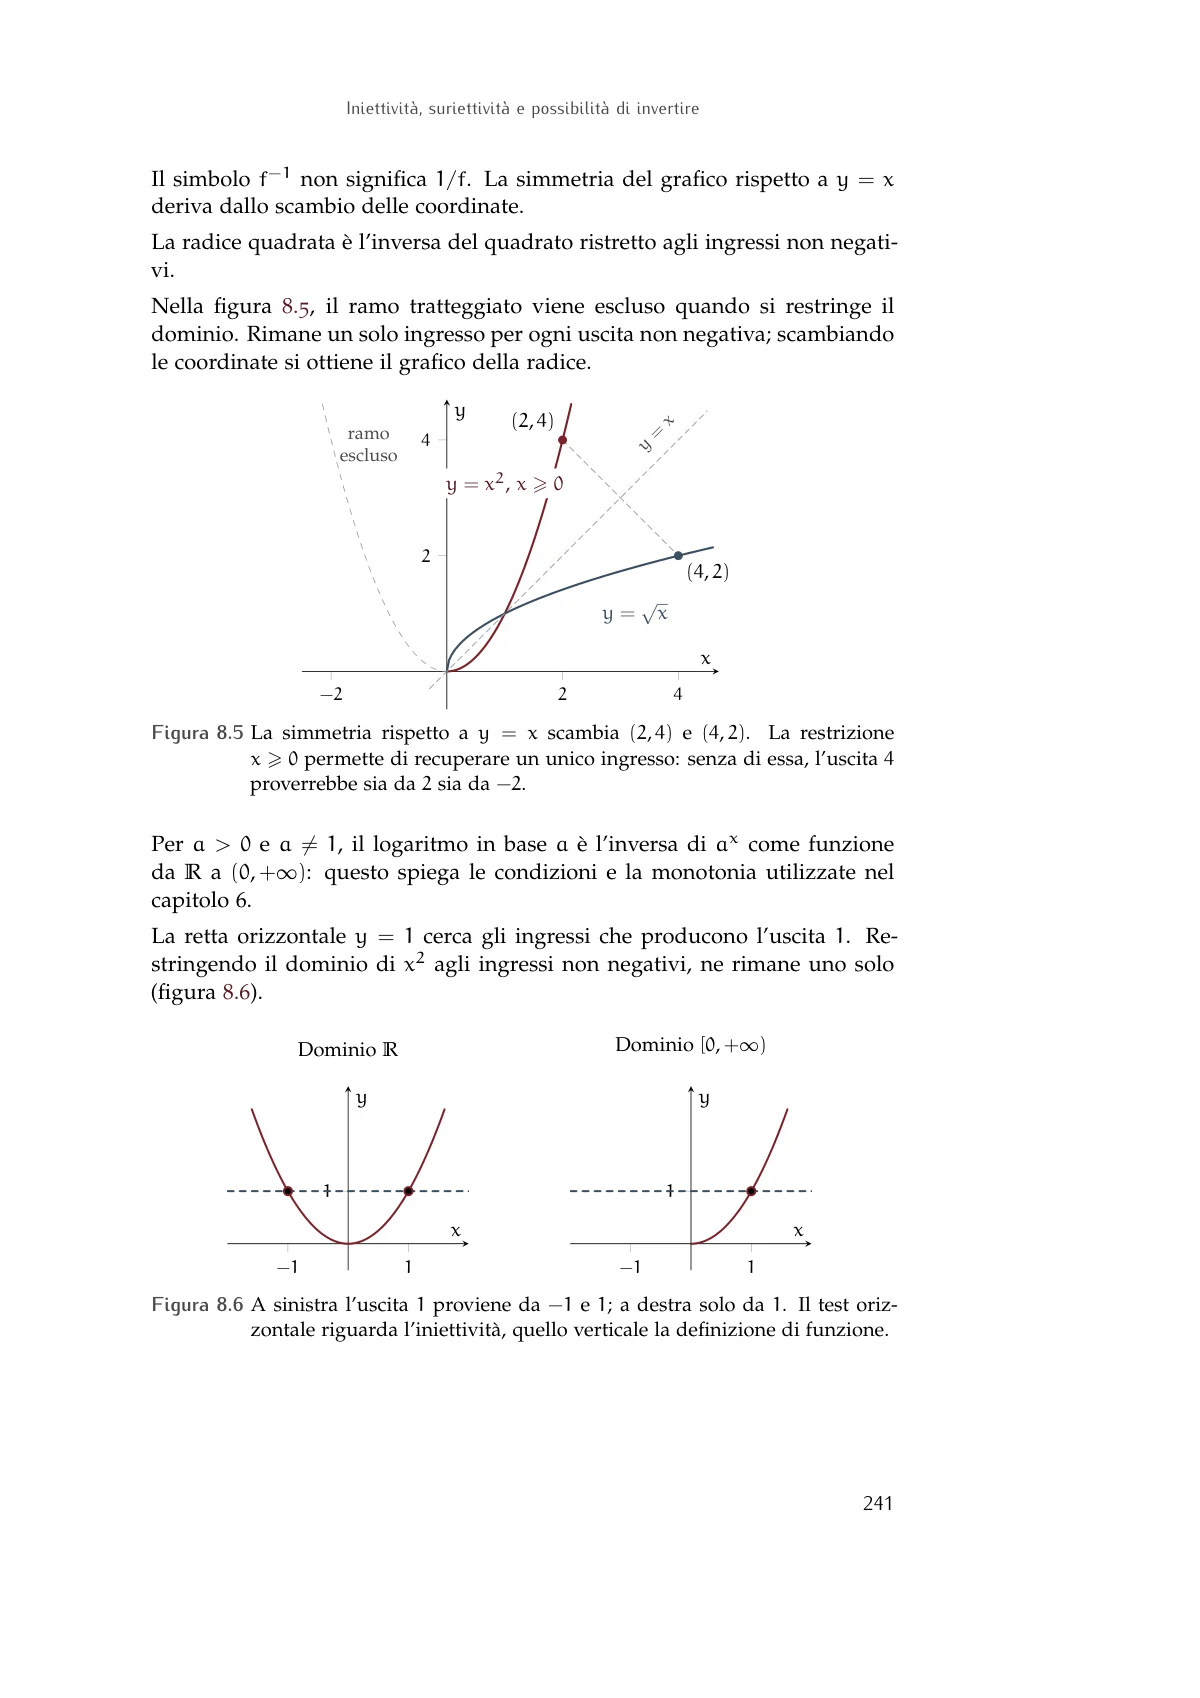 Iniettività, suriettività e possibilità di invertire
Il simbolo f⁻¹ non significa 1/f. La simmetria del grafico rispetto a y = x
deriva dallo scambio delle coordinate.
La radice quadrata è l'inversa del quadrato ristretto agli ingressi non negati-
vi.
Nella figura 8.5, il ramo tratteggiato viene escluso quando si restringe il
dominio. Rimane un solo ingresso per ogni uscita non negativa; scambiando
le coordinate si ottiene il grafico della radice.
y
(2, 4)
y = x
ramo
escluso
4
y = x², x ⩾ 0
2
(4, 2)
y = √x
x
−2
2
4
Figura 8.5 La simmetria rispetto a y = x scambia (2, 4) e (4, 2). La restrizione
x ⩾ 0 permette di recuperare un unico ingresso: senza di essa, l'uscita 4
proverrebbe sia da 2 sia da −2.
Per a > 0 e a ≠ 1, il logaritmo in base a è l'inversa di aˣ come funzione
da ℝ a (0, +∞): questo spiega le condizioni e la monotonia utilizzate nel
capitolo 6.
La retta orizzontale y = 1 cerca gli ingressi che producono l'uscita 1. Re-
stringendo il dominio di x² agli ingressi non negativi, ne rimane uno solo
(figura 8.6).
Dominio ℝ
y
1
x
−1
1
Dominio [0, +∞)
y
1
x
−1
1
Figura 8.6 A sinistra l'uscita 1 proviene da −1 e 1; a destra solo da 1. Il test oriz-
zontale riguarda l'iniettività, quello verticale la definizione di funzione.
241